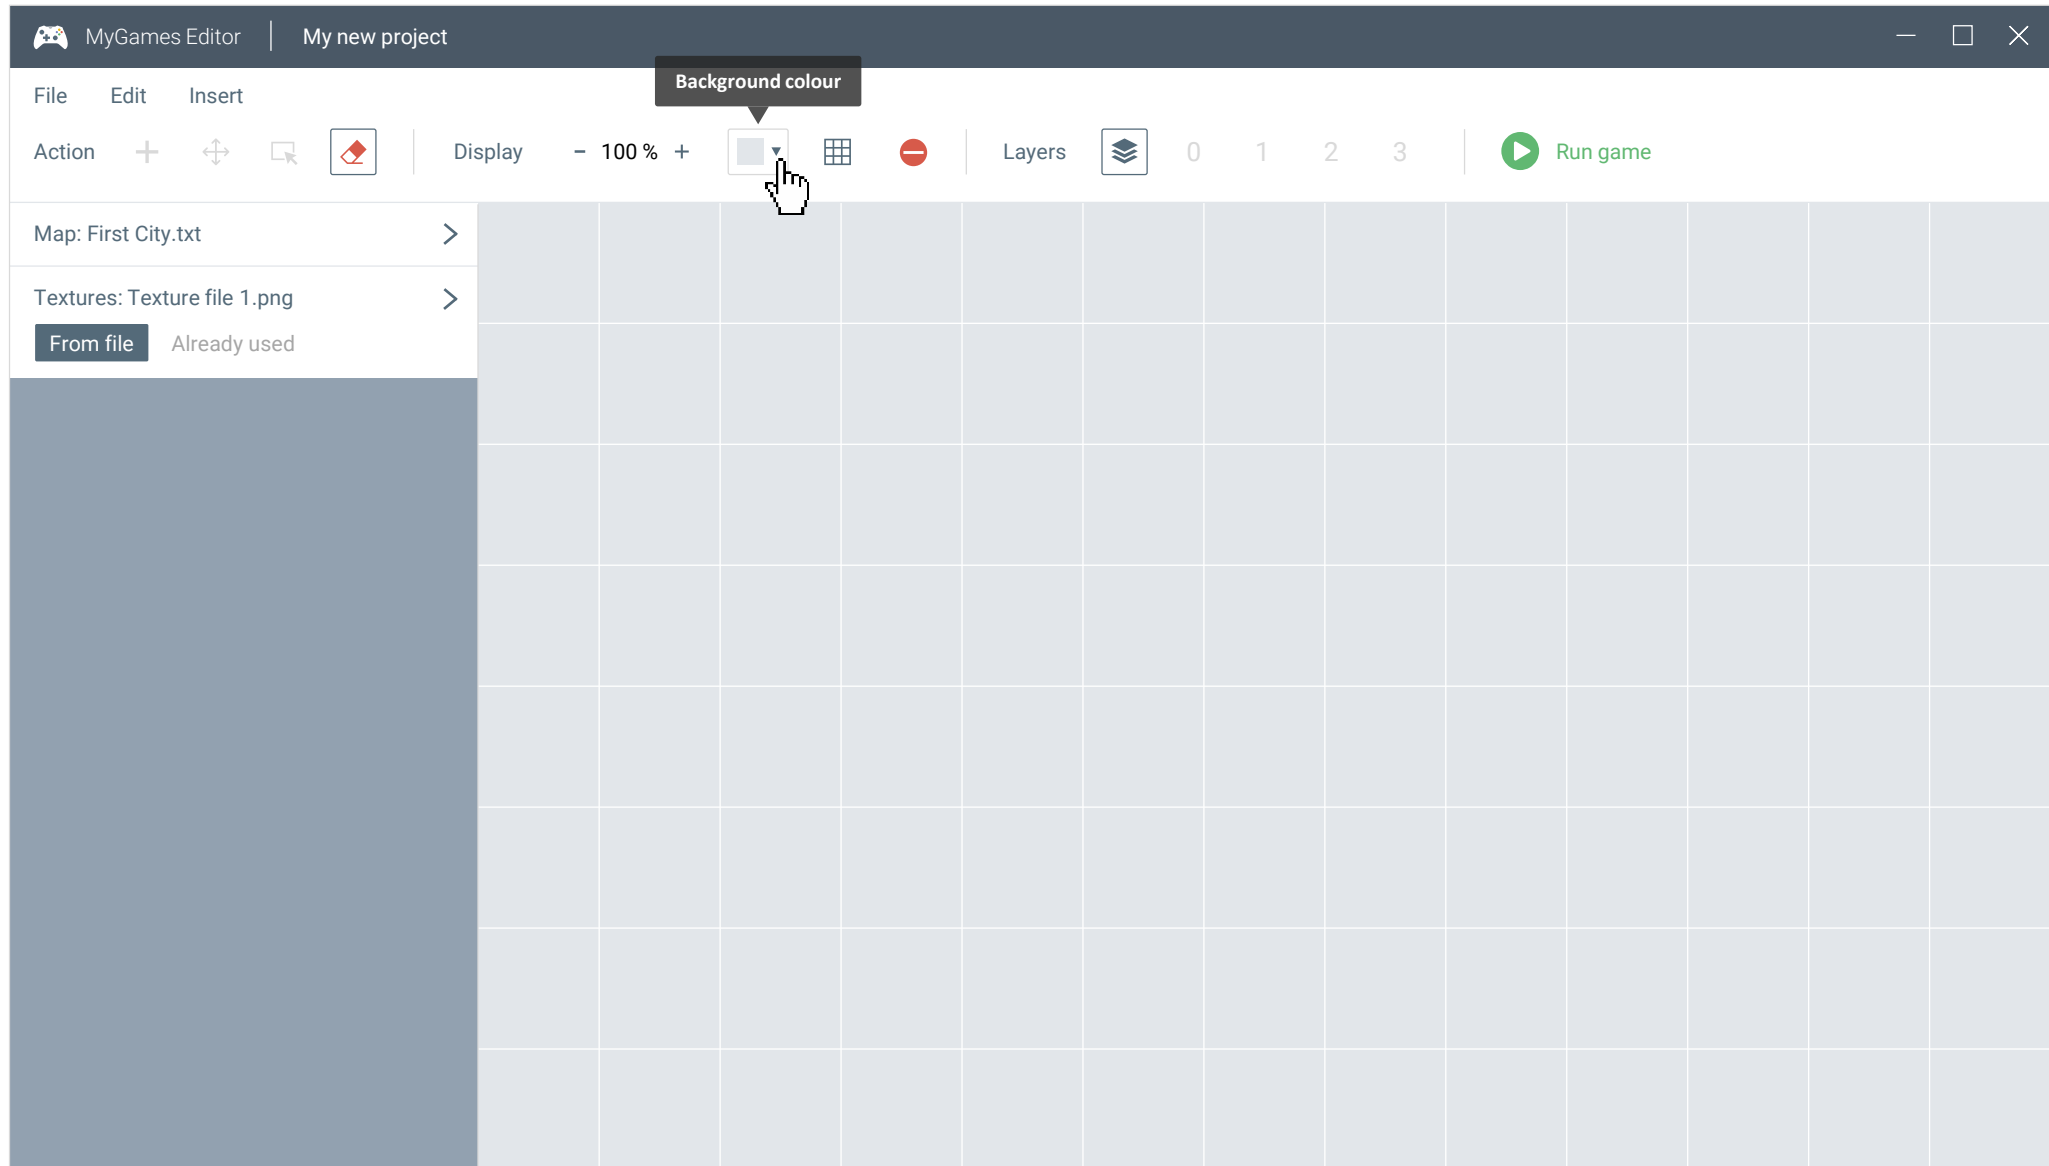 MyGames Editor My new project
Background colour
File Edit Insert
Action Display - 100 % + Layers 0 1 2 3 Run game
Map: First City.txt
Textures: Texture file 1.png
From file Already used